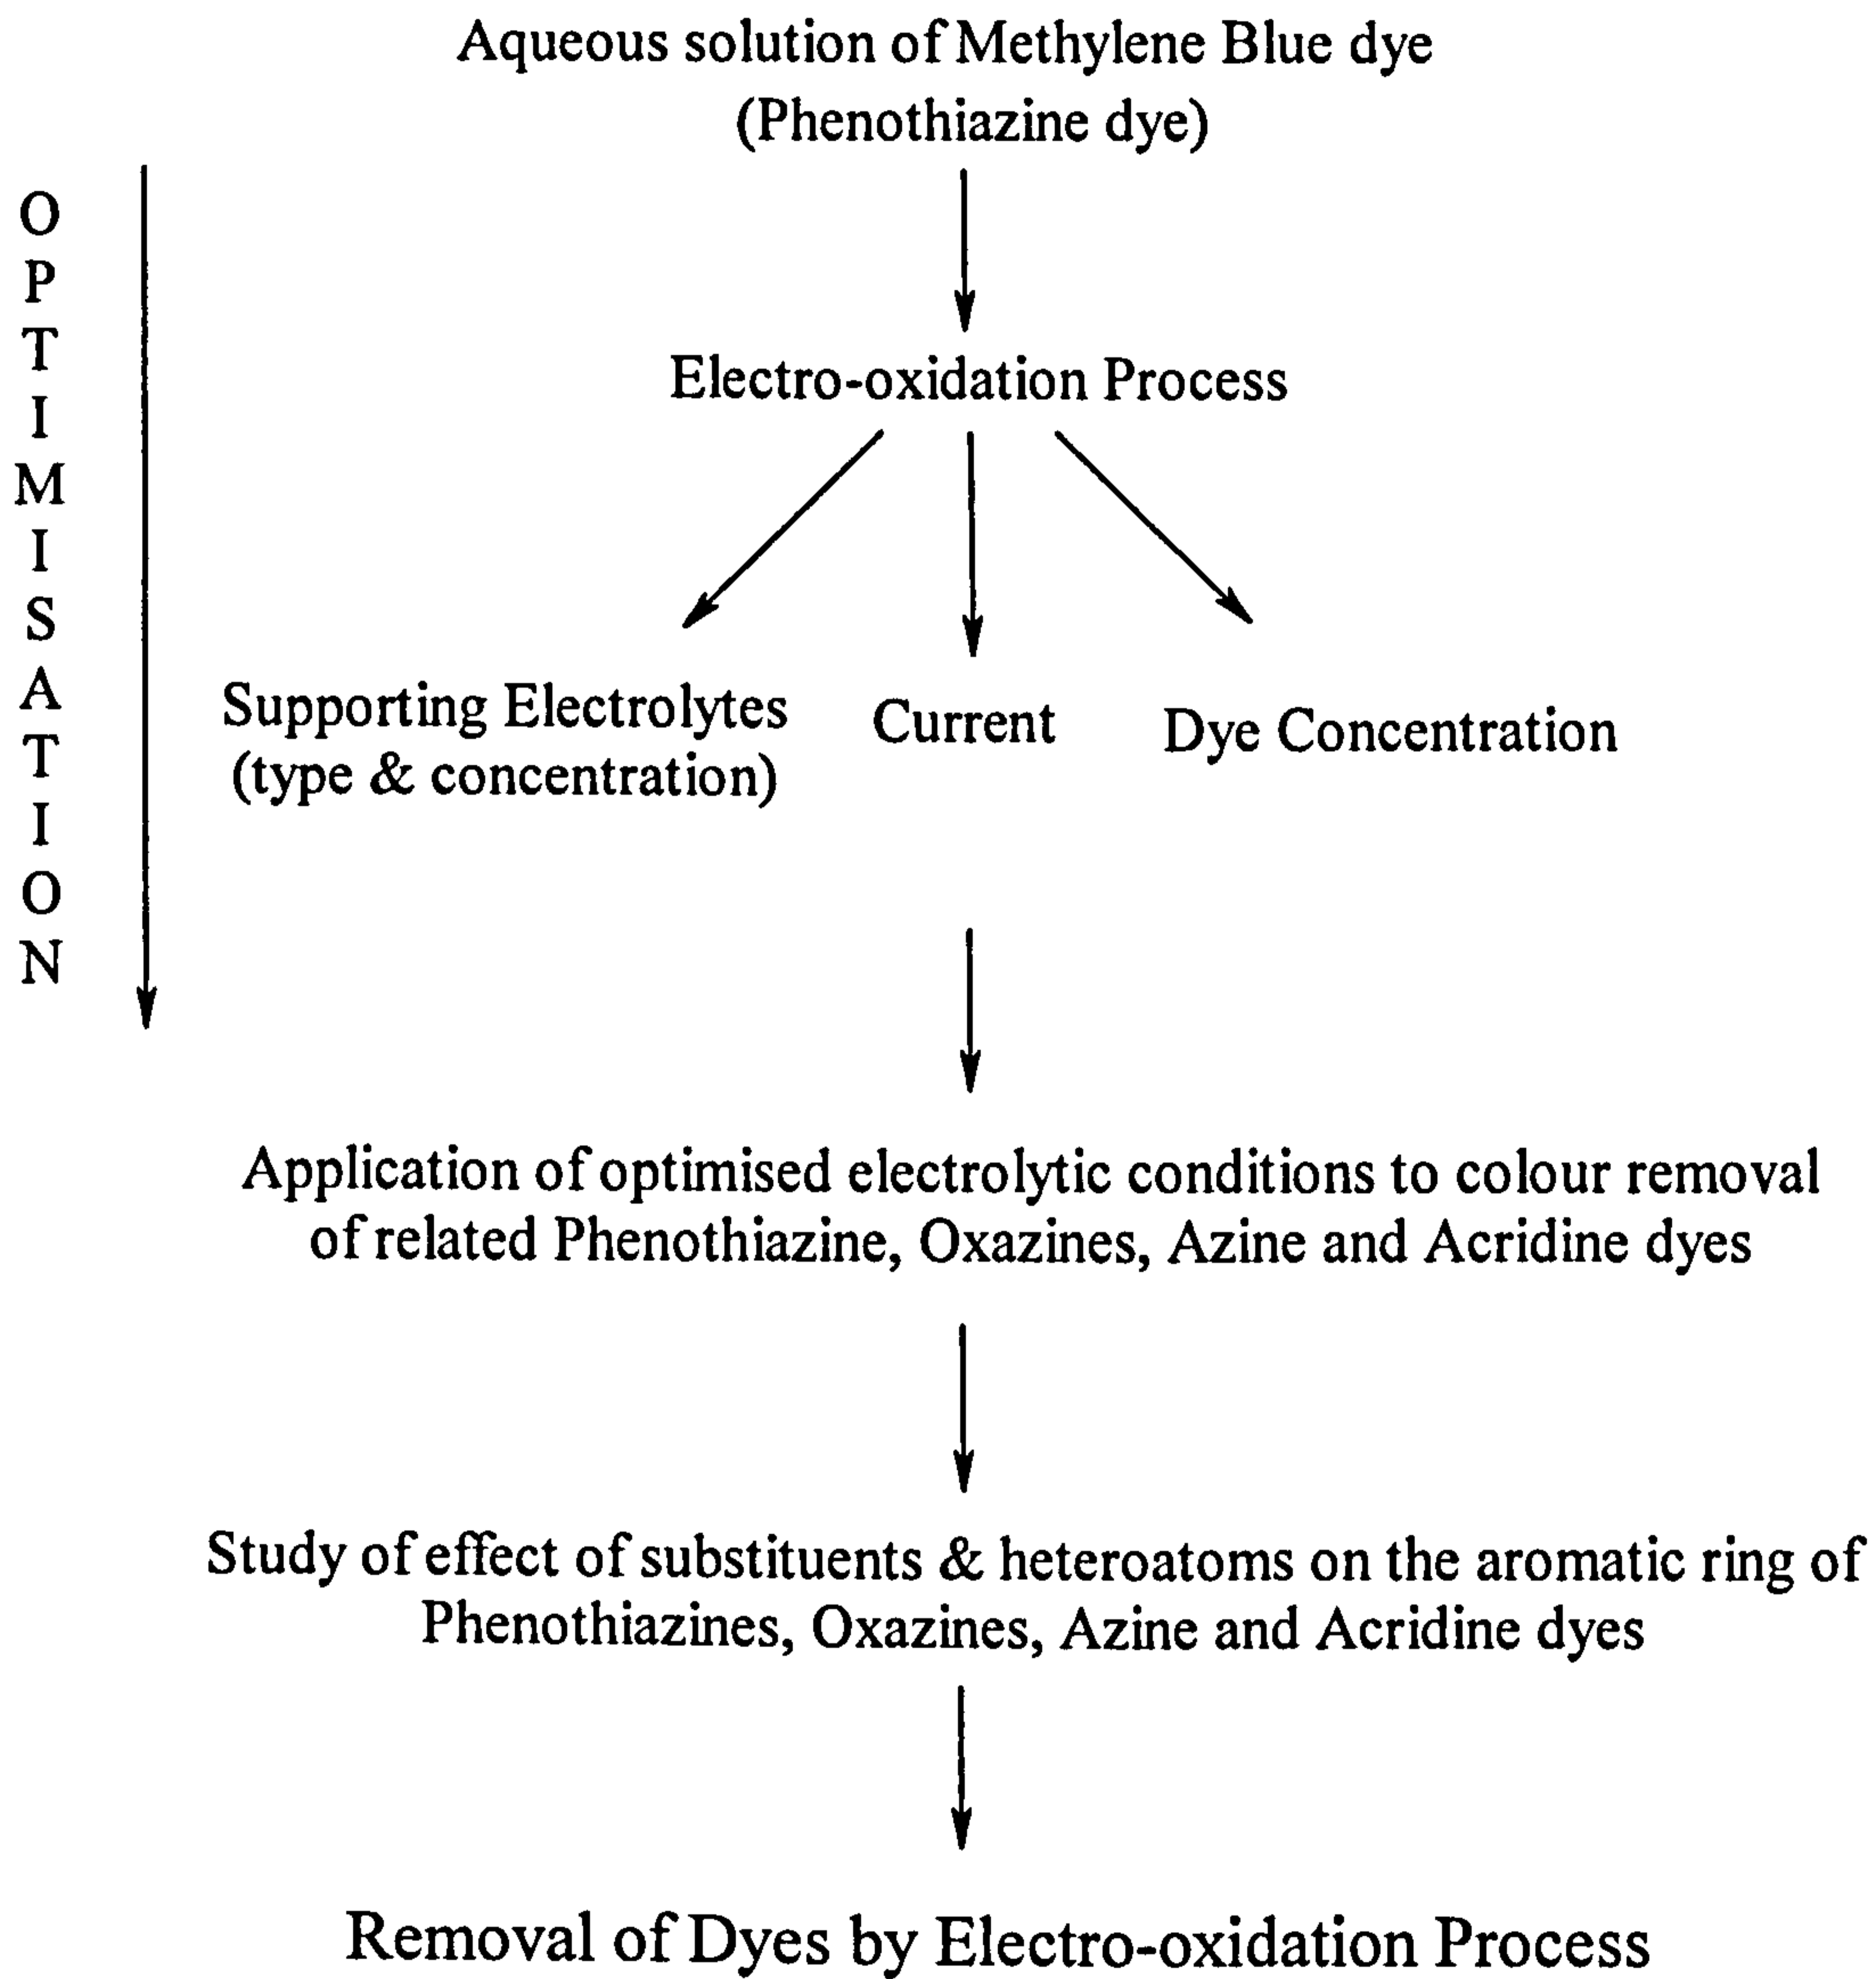 Aqueous solution of Methylene Blue dye
(Phenothiazine dye)
O
P
T
I
M
I
S
A
T
I
O
N
Electro-oxidation Process
Supporting Electrolytes
(type & concentration)
Current
Dye Concentration
Application of optimised electrolytic conditions to colour removal
of related Phenothiazine, Oxazines, Azine and Acridine dyes
Study of effect of substituents & heteroatoms on the aromatic ring of
Phenothiazines, Oxazines, Azine and Acridine dyes
Removal of Dyes by Electro-oxidation Process